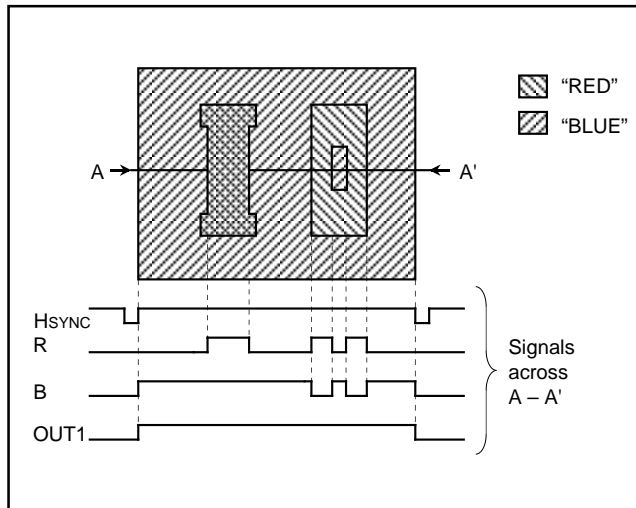 “RED”
“BLUE”
A
A'
HSYNC
R
B
OUT1
Signals
across
A – A'